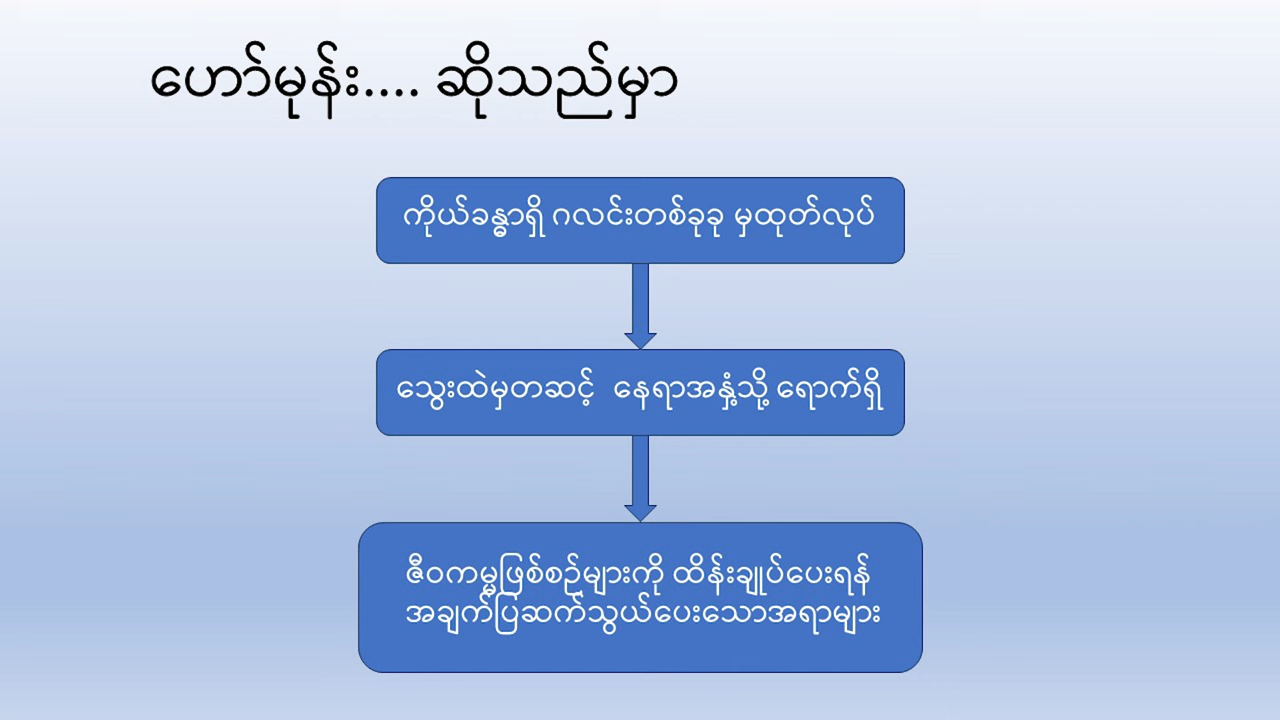 ဟော်မုန်း.... ဆိုသည်မှာ
ကိုယ်ခန္ဓာရှိ ဂလင်းတစ်ခုခု မှထုတ်လုပ်
သွေးထဲမှတဆင့် နေရာအနှံ့သို့ ရောက်ရှိ
ဇီဝကမ္မဖြစ်စဉ်များကို ထိန်းချုပ်ပေးရန်
အချက်ပြဆက်သွယ်ပေးသောအရာများ